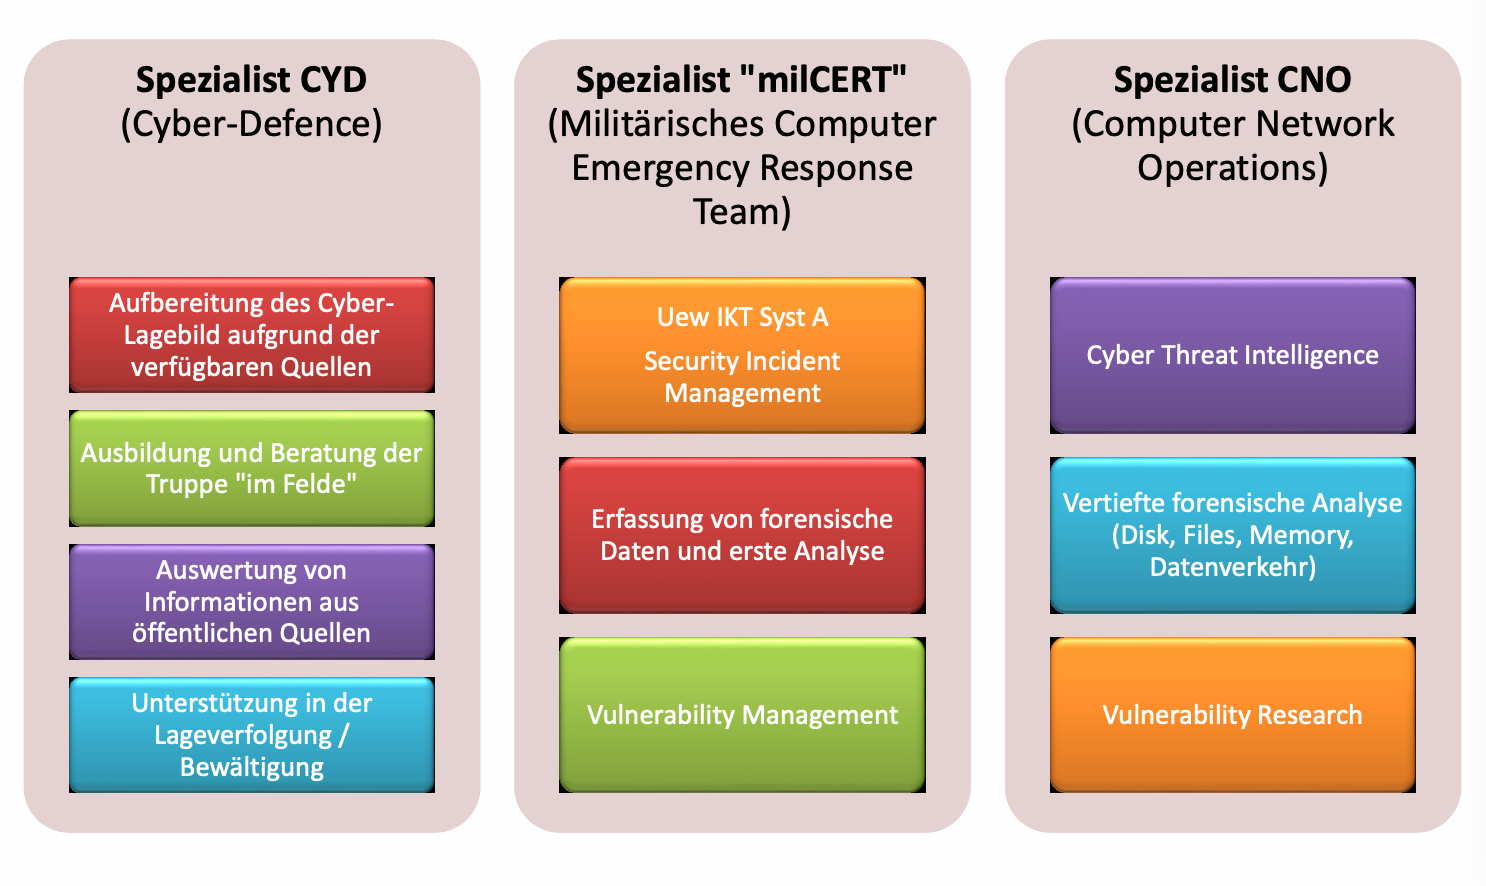 Spezialist CYD
(Cyber-Defence)
Aufbereitung des Cyber-
Lagebild aufgrund der
verfügbaren Quellen
Ausbildung und Beratung der
Truppe "im Felde"
Auswertung von
Informationen aus
öffentlichen Quellen
Unterstützung in der
Lageverfolgung /
Bewältigung
Spezialist "milCERT"
(Militärisches Computer
Emergency Response
Team)
Uew IKT Syst A
Security Incident
Management
Erfassung von forensische
Daten und erste Analyse
Vulnerability Management
Spezialist CNO
(Computer Network
Operations)
Cyber Threat Intelligence
Vertiefte forensische Analyse
(Disk, Files, Memory,
Datenverkehr)
Vulnerability Research